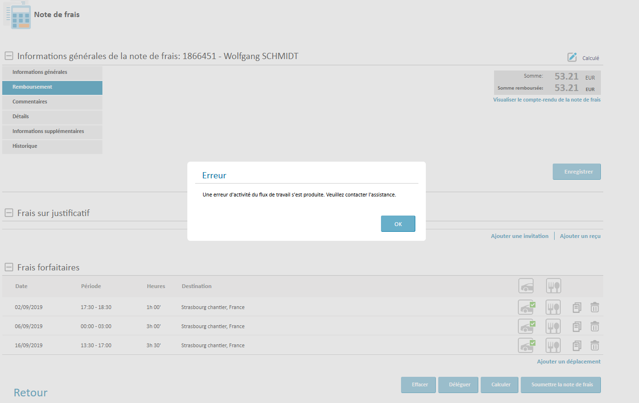 Note de frais
Informations générales de la note de frais: 1866451 - Wolfgang SCHMIDT
Calculé
Informations générales
Remboursement
Commentaires
Détails
Informations supplémentaires
Historique
Somme 53.21 EUR
Somme remboursée 53.21 EUR
Visualiser le compte-rendu de la note de frais
Enregistrer
Erreur
Une erreur d'activité du flux de travail s'est produite. Veuillez contacter l'assistance.
OK
Frais sur justificatif
Ajouter une invitation | Ajouter un reçu
Frais forfaitaires
Date Période Heures Destination
02/09/2019 17:30 - 18:30 1h 00' Strasbourg chantier, France
06/09/2019 00:00 - 03:00 3h 00' Strasbourg chantier, France
16/09/2019 13:30 - 17:00 3h 30' Strasbourg chantier, France
Ajouter un déplacement
Retour
Effacer Déléguer Calculer Soumettre la note de frais